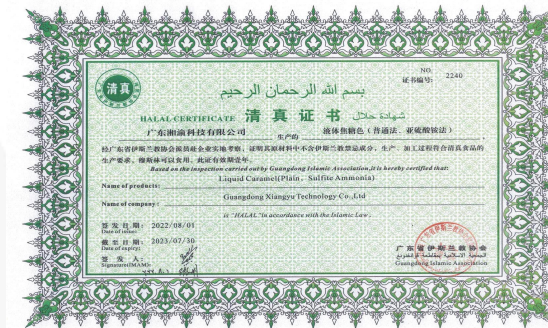 清真
NO.
证书编号: 2240
بسم الله الرحمان الرحيم
HALAL CERTIFICATE 清真证书 شهادة حلال
广东湘渝科技有限公司 生产的 液体焦糖色（普通法、亚硫酸铵法）
经广东省伊斯兰教协会派员赴企业实地考察，证明其原材料中不含伊斯兰教禁忌成分，生产、加工过程符合清真食品的
生产要求，穆斯林可以食用。此证有效期壹年。
Based on the inspection carried out by Guangdong Islamic Association,it is hereby certified that:
Liquid Caramel(Plain、Sulfite Ammonia)
Name of products:
Guangdong Xiangyu Technology Co.,Ltd
Name of company:
is "HALAL"in accordance with the Islamic Law.
签发日期: 2022/08/01
Date of issue:
截至日期: 2023/07/30
Date of expiry:
签发人:
Signature(IMAM):
广东省伊斯兰教协会
الجمعية الاسلامية بمقاطعة قوانغدونغ
Guangdong Islamic Association